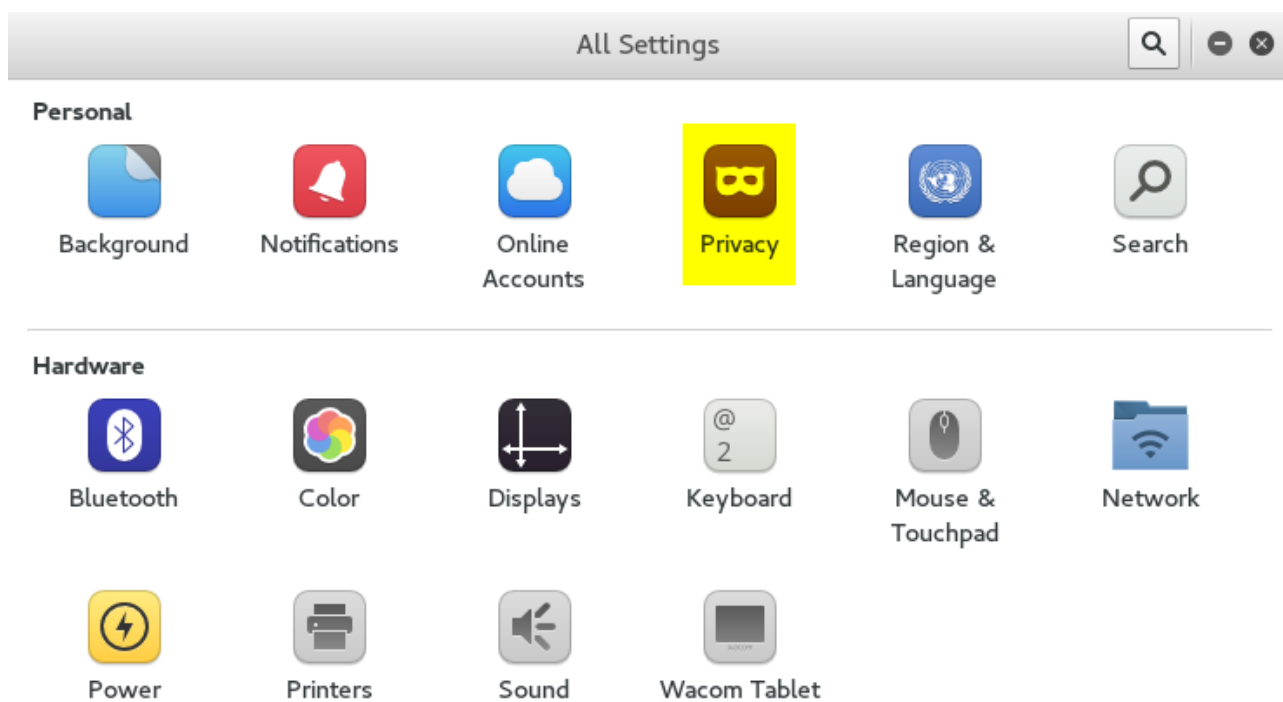 All Settings
Personal
Background
Notifications
Online
Accounts
Privacy
Region &
Language
Search
Hardware
Bluetooth
Color
Displays
@
2
Keyboard
Mouse &
Touchpad
Network
Power
Printers
Sound
Wacom Tablet